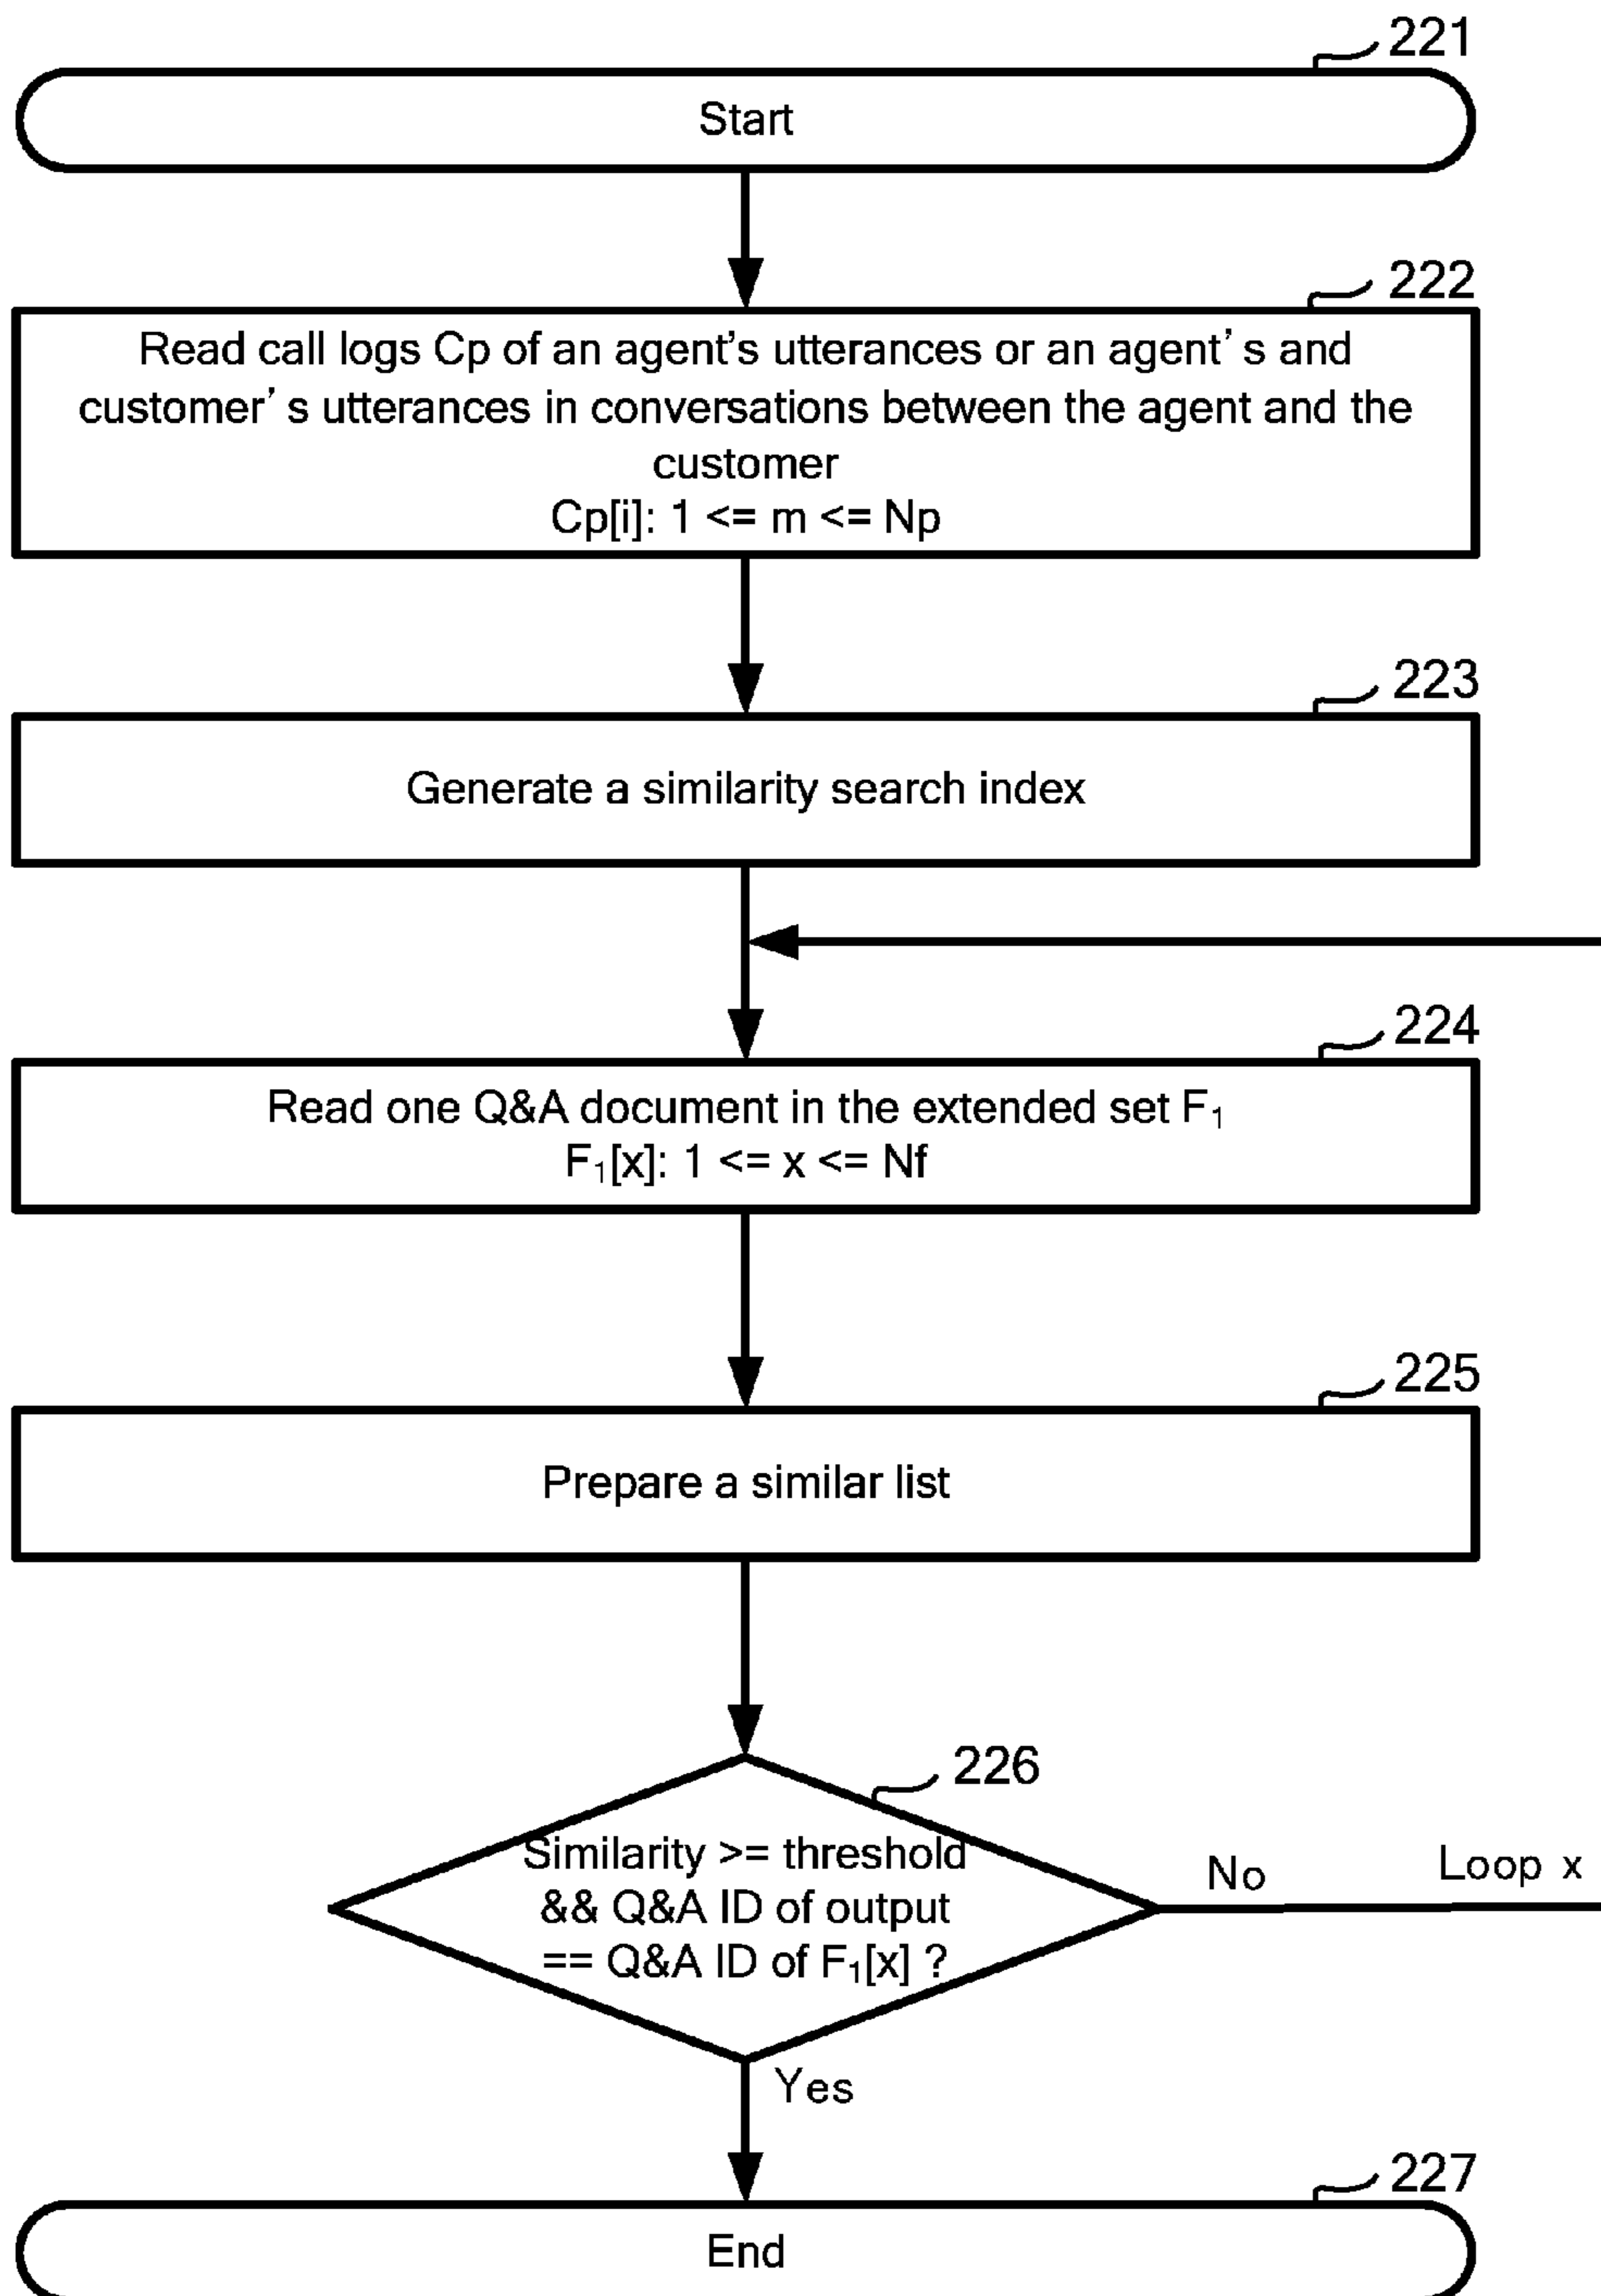 221
Start
222
Read call logs Cp of an agent's utterances or an agent’ s and
customer’ s utterances in conversations between the agent and the
customer
Cp[i]: 1 <= m <= Np
223
Generate a similarity search index
224
Read one Q&A document in the extended set F₁
F₁[x]: 1 <= x <= Nf
225
Prepare a similar list
226
Similarity >= threshold
&& Q&A ID of output
== Q&A ID of F₁[x] ?
No
Loop x
Yes
227
End